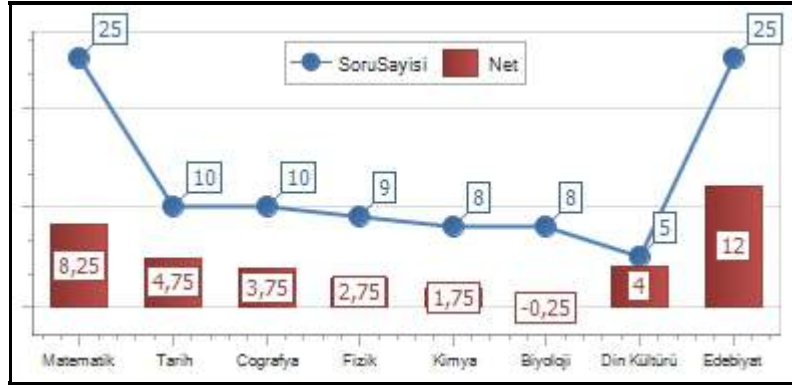 25
25
SoruSayisi
Net
10
10
9
8
8
5
8,25
4,75
3,75
2,75
1,75
-0,25
4
12
Matematik
Tarih
Cografya
Fizik
Kimya
Biyoloji
Din Kültürü
Edebiyat